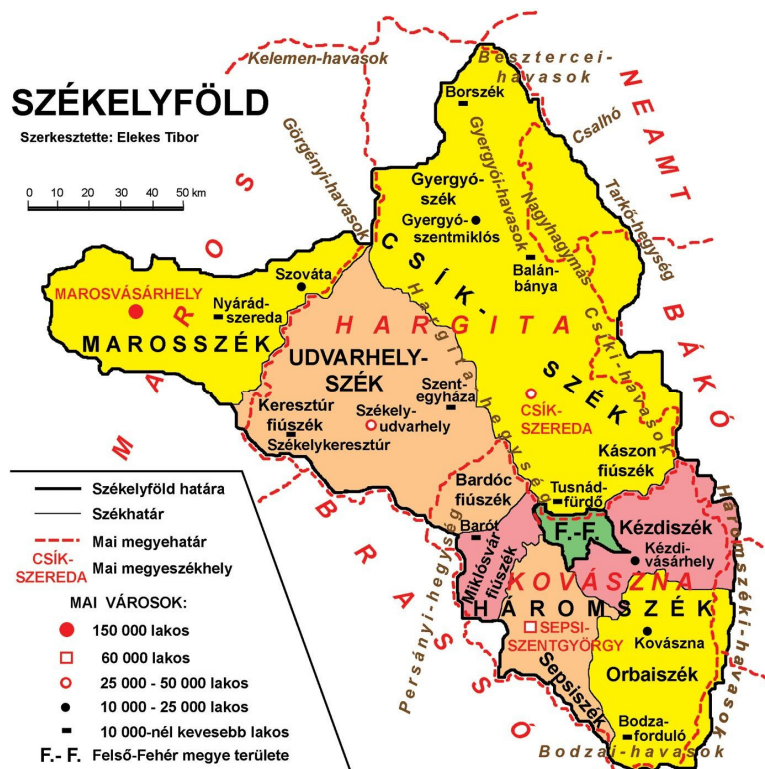 SZÉKELYFÖLD
Szerkesztette: Elekes Tibor
0 10 20 30 40 50 km
Kelemen-havasok
Besztercei-
havasok
NEAMT
Csalhó
Görgényi-havasok
Borszék
Gyergyói-havasok
Tarkő-hegység
Gyergyó-
szék
Gyergyó-
szentmiklós
Nagyhagymás
MAROS
CSÍK-
SZÉK
Balán-
bánya
Szováta
MAROSVÁSÁRHELY
Nyárád-
szereda
MAROSSZÉK
HARGITA
Hargita-hegység
Csíki-havasok
BÁKÓ
UDVARHELY-
SZÉK
Szent-
egyháza
Keresztúr
fiúszék
Székely-
udvarhely
Székelykeresztúr
CSÍK-
SZEREDA
Kászon
fiúszék
Bardóc
fiúszék
Tusnád-
fürdő
Barót
F.-F.
Kézdiszék
Kézdi-
vásárhely
Miklósvár
fiúszék
Persányi-hegység
BRASSÓ
KOVÁSZNA
HÁROMSZÉK
Háromszéki-havasok
SEPSI-
SZENTGYÖRGY
Kovászna
Sepsiszék
Orbaiszék
Bodza-
forduló
Bodzai-havasok
Székelyföld határa
Székhatár
Mai megyehatár
CSÍK-
SZEREDA
Mai megyeszékhely
MAI VÁROSOK:
150 000 lakos
60 000 lakos
25 000 - 50 000 lakos
10 000 - 25 000 lakos
10 000-nél kevesebb lakos
F.- F. Felső-Fehér megye területe